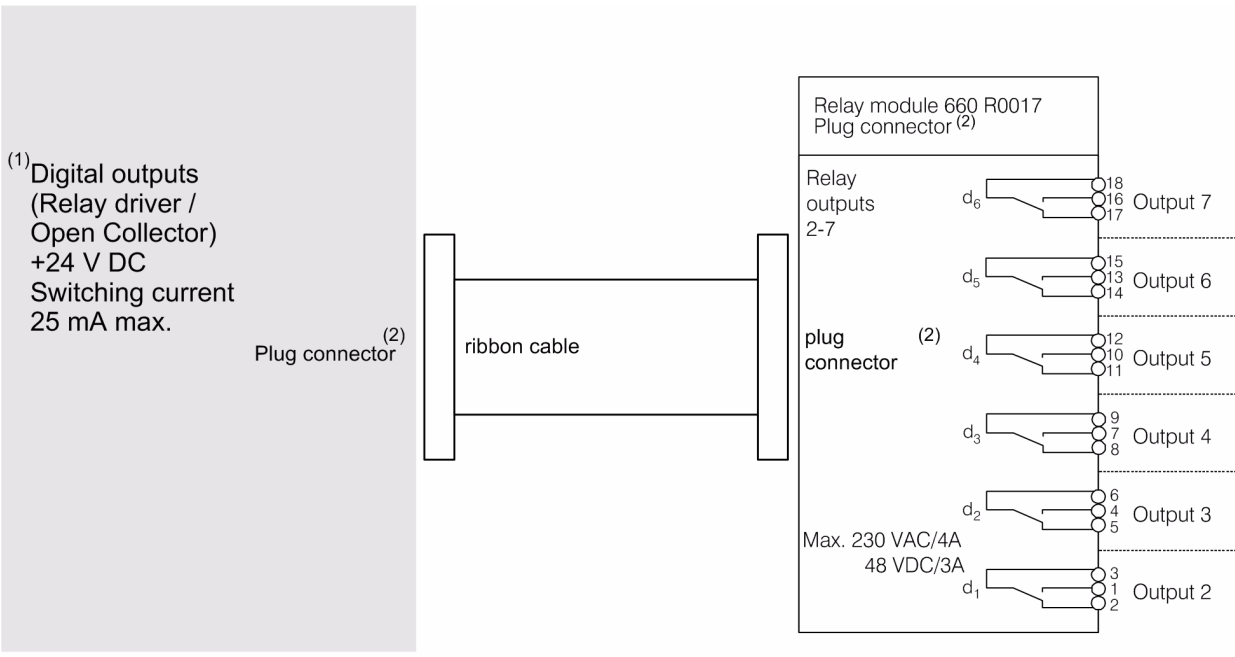 (1)
Digital outputs
(Relay driver /
Open Collector)
+24 V DC
Switching current
25 mA max.
(2)
Plug connector
ribbon cable
Relay module 660 R0017
Plug connector (2)
Relay
outputs
2-7
plug (2)
connector
Max. 230 VAC/4A
48 VDC/3A
d6
18
16
17
Output 7
d5
15
13
14
Output 6
d4
12
10
11
Output 5
d3
9
7
8
Output 4
d2
6
4
5
Output 3
d1
3
1
2
Output 2